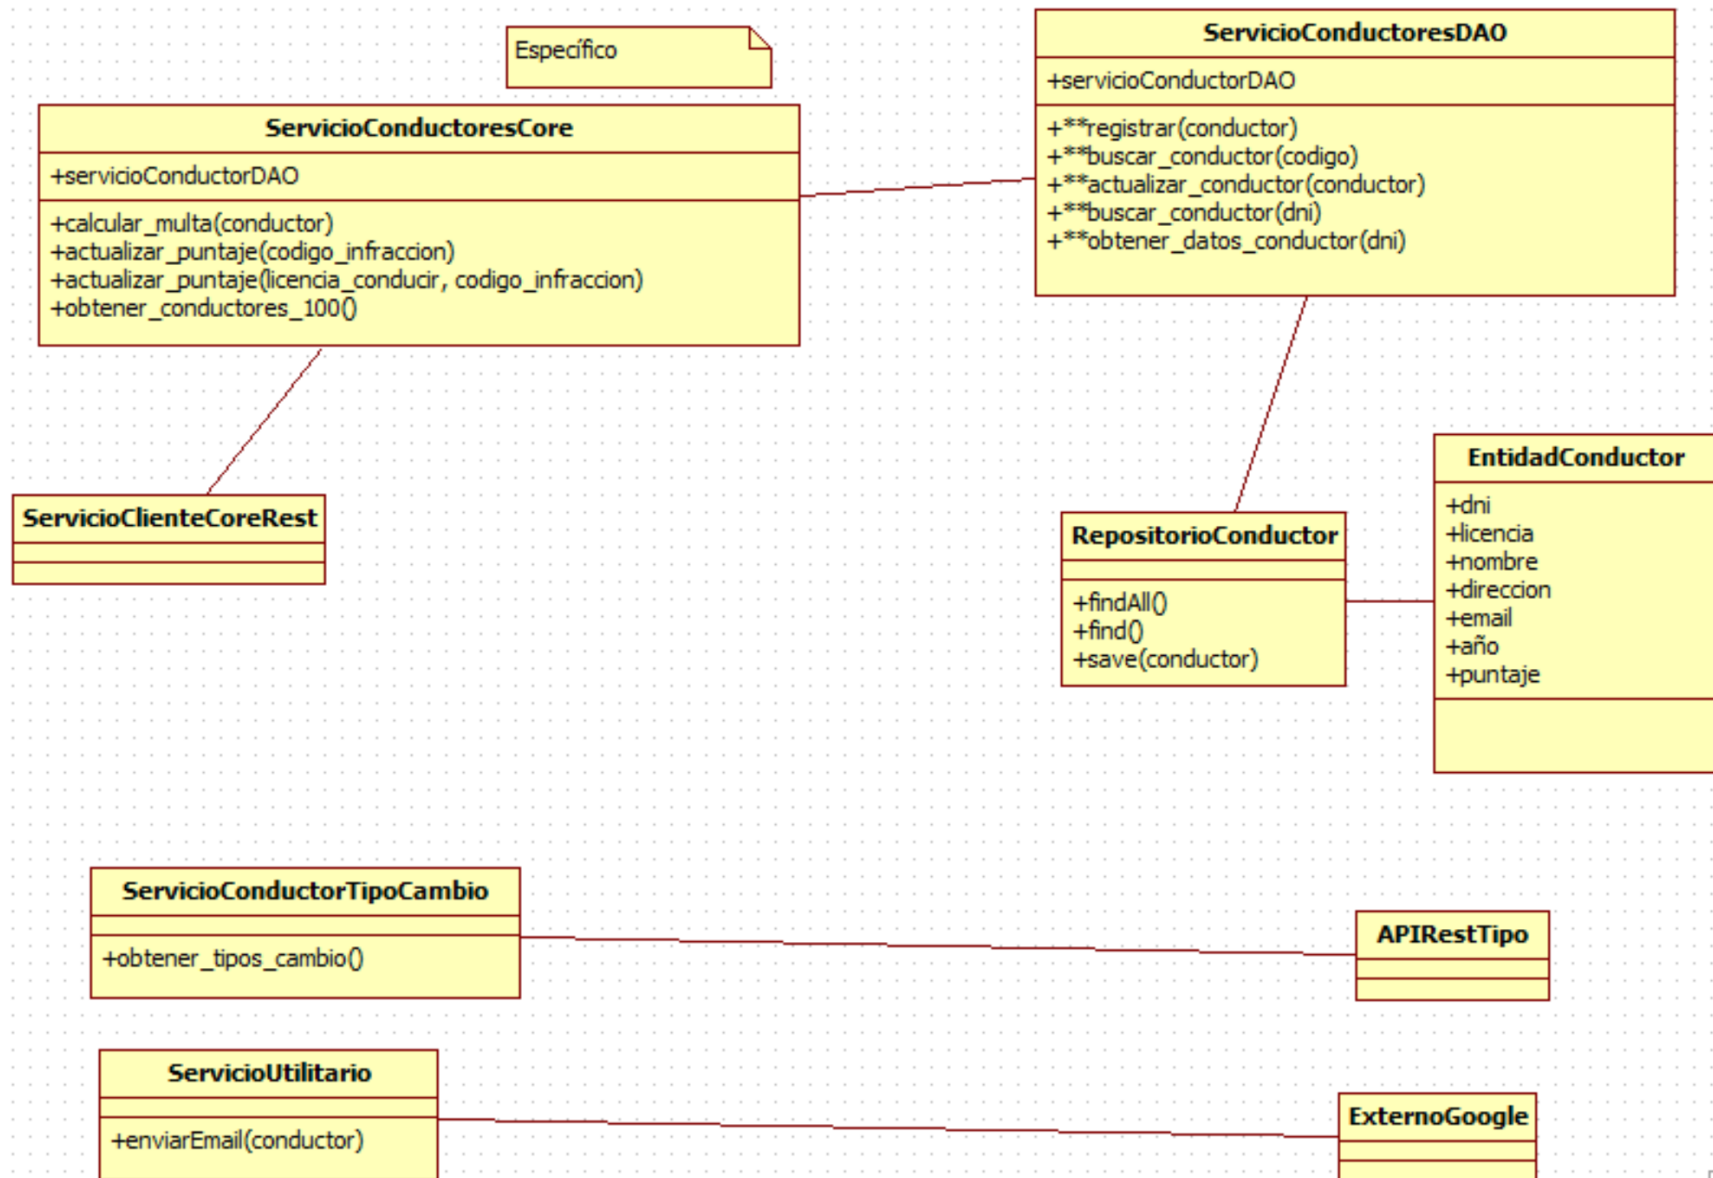 Específico
ServicioConductoresDAO
+servicioConductorDAO
+**registrar(conductor)
+**buscar_conductor(codigo)
+**actualizar_conductor(conductor)
+**buscar_conductor(dni)
+**obtener_datos_conductor(dni)
ServicioConductoresCore
+servicioConductorDAO
+calcular_multa(conductor)
+actualizar_puntaje(codigo_infraccion)
+actualizar_puntaje(licencia_conducir, codigo_infraccion)
+obtener_conductores_100()
ServicioClienteCoreRest
RepositorioConductor
+findAll()
+find()
+save(conductor)
EntidadConductor
+dni
+licencia
+nombre
+direccion
+email
+año
+puntaje
ServicioConductorTipoCambio
+obtener_tipos_cambio()
APIRestTipo
ServicioUtilitario
+enviarEmail(conductor)
ExternoGoogle